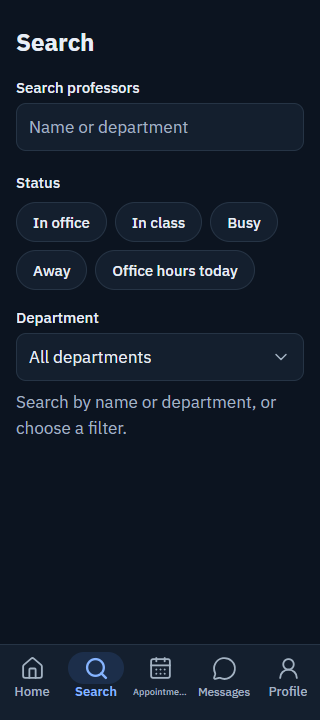 Search
Search professors
Name or department
Status
In office
In class
Busy
Away
Office hours today
Department
All departments
Search by name or department, or
choose a filter.
Home
Search
Appointme...
Messages
Profile